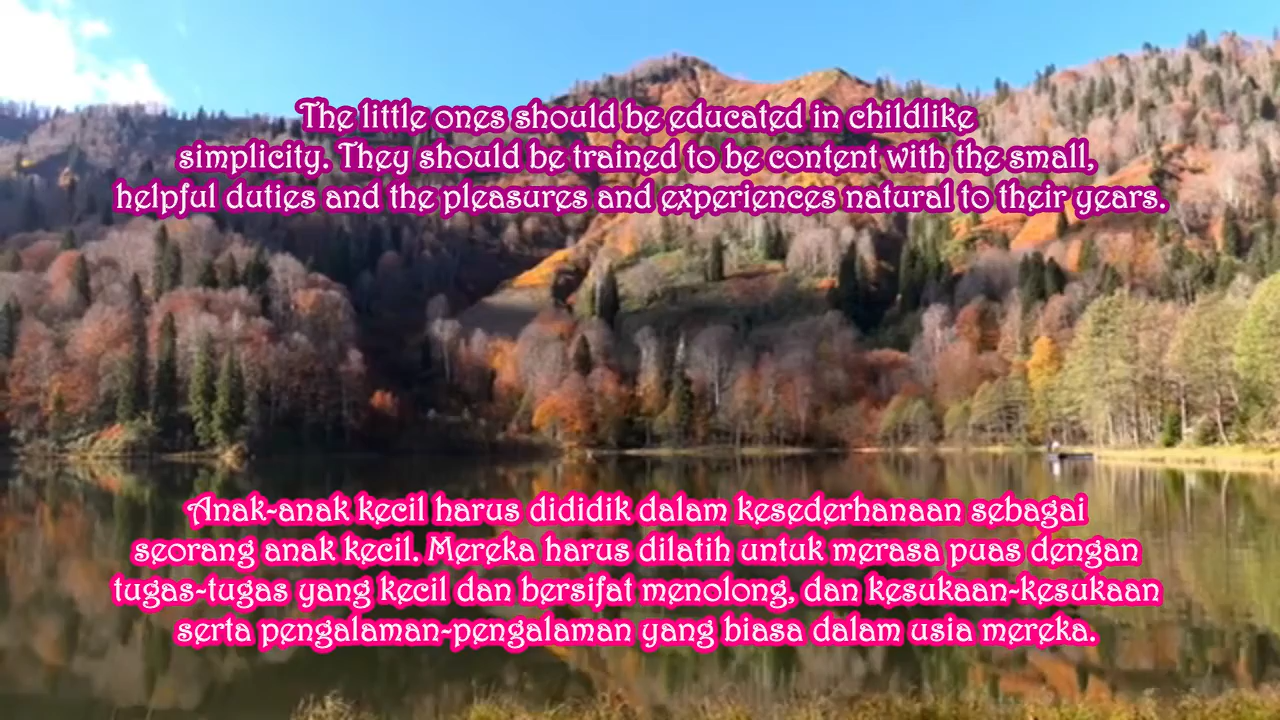 The little ones should be educated in childlike
simplicity. They should be trained to be content with the small,
helpful duties and the pleasures and experiences natural to their years.
Anak-anak kecil harus dididik dalam kesederhanaan sebagai
seorang anak kecil. Mereka harus dilatih untuk merasa puas dengan
tugas-tugas yang kecil dan bersifat menolong, dan kesukaan-kesukaan
serta pengalaman-pengalaman yang biasa dalam usia mereka.